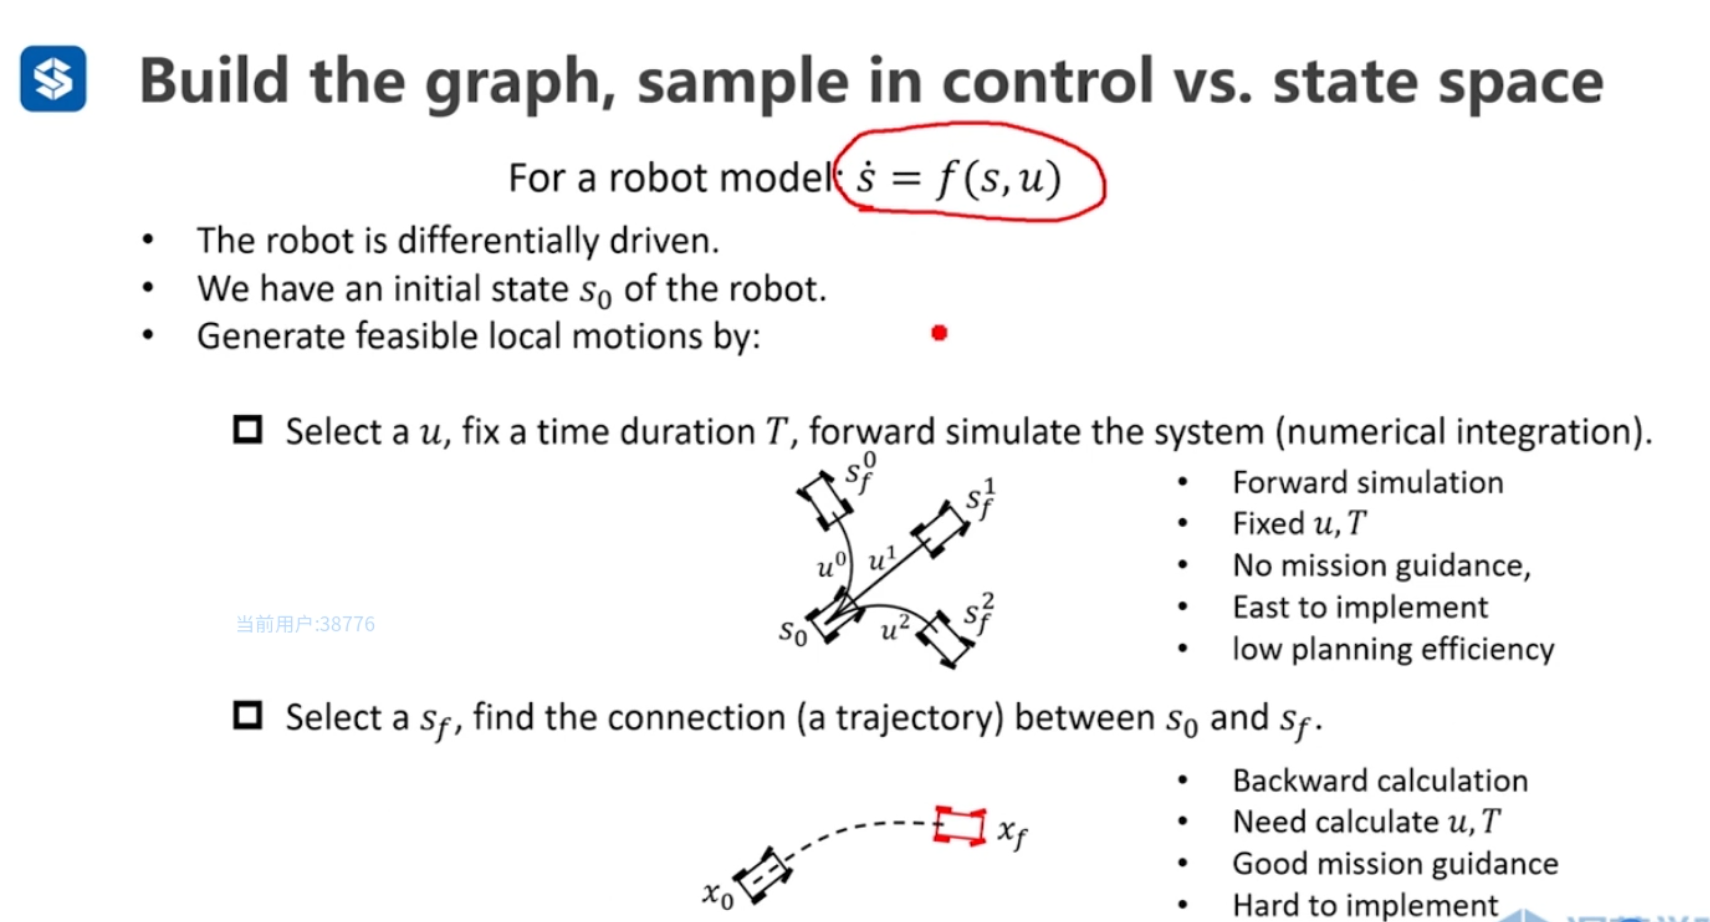 Build the graph, sample in control vs. state space
For a robot model: ṡ = f(s, u)
• The robot is differentially driven.
• We have an initial state s₀ of the robot.
• Generate feasible local motions by:
Select a u, fix a time duration T, forward simulate the system (numerical integration).
s_f^0
s_f^1
u^0
u^1
s_0
u^2
s_f^2
• Forward simulation
• Fixed u, T
• No mission guidance,
• East to implement
• low planning efficiency
当前用户:38776
Select a s_f, find the connection (a trajectory) between s₀ and s_f.
x_f
x_0
• Backward calculation
• Need calculate u, T
• Good mission guidance
• Hard to implement